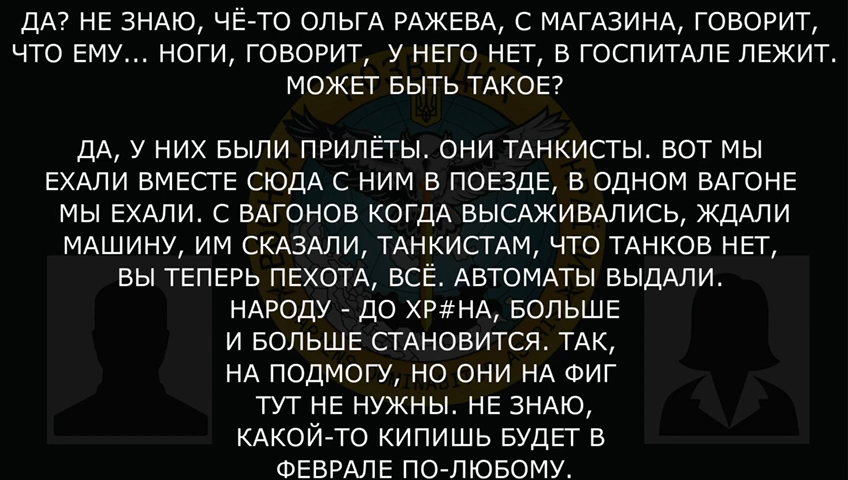 ДА? НЕ ЗНАЮ, ЧЁ-ТО ОЛЬГА РАЖЕВА, С МАГАЗИНА, ГОВОРИТ,
ЧТО ЕМУ... НОГИ, ГОВОРИТ, У НЕГО НЕТ, В ГОСПИТАЛЕ ЛЕЖИТ.
МОЖЕТ БЫТЬ ТАКОЕ?
ДА, У НИХ БЫЛИ ПРИЛЁТЫ. ОНИ ТАНКИСТЫ. ВОТ МЫ
ЕХАЛИ ВМЕСТЕ СЮДА С НИМ В ПОЕЗДЕ, В ОДНОМ ВАГОНЕ
МЫ ЕХАЛИ. С ВАГОНОВ КОГДА ВЫСАЖИВАЛИСЬ, ЖДАЛИ
МАШИНУ, ИМ СКАЗАЛИ, ТАНКИСТАМ, ЧТО ТАНКОВ НЕТ,
ВЫ ТЕПЕРЬ ПЕХОТА, ВСЁ. АВТОМАТЫ ВЫДАЛИ.
НАРОДУ - ДО ХР#НА, БОЛЬШЕ
И БОЛЬШЕ СТАНОВИТСЯ. ТАК,
НА ПОДМОГУ, НО ОНИ НА ФИГ
ТУТ НЕ НУЖНЫ. НЕ ЗНАЮ,
КАКОЙ-ТО КИПИШЬ БУДЕТ В
ФЕВРАЛЕ ПО-ЛЮБОМУ.